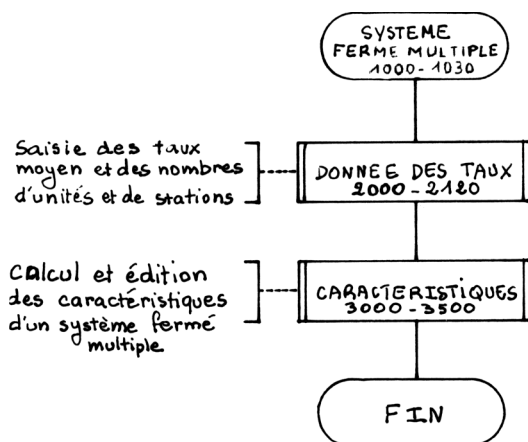 SYSTEME
FERME MULTIPLE
1000-1030
Saisie des taux
moyen et des nombres
d'unités et de stations
DONNEE DES TAUX
2000-2120
Calcul et édition
des caractéristiques
d'un système fermé
multiple
CARACTERISTIQUES
3000-3500
FIN